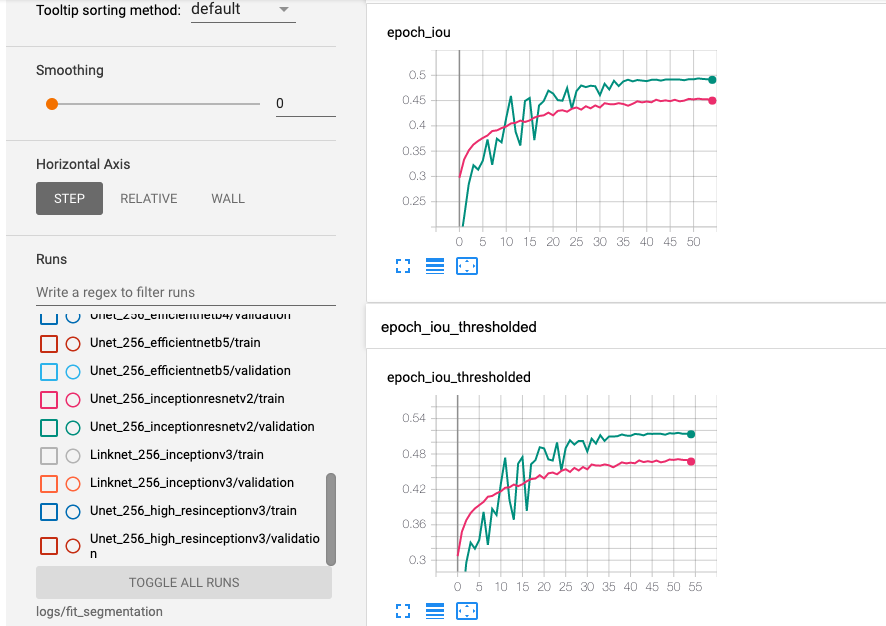 Tooltip sorting method: default
Smoothing
0
Horizontal Axis
STEP RELATIVE WALL
Runs
Write a regex to filter runs
Unet_256_efficientnetb4/validation
Unet_256_efficientnetb5/train
Unet_256_efficientnetb5/validation
Unet_256_inceptionresnetv2/train
Unet_256_inceptionresnetv2/validation
Linknet_256_inceptionv3/train
Linknet_256_inceptionv3/validation
Unet_256_high_resinceptionv3/train
Unet_256_high_resinceptionv3/validatio
n
TOGGLE ALL RUNS
logs/fit_segmentation
epoch_iou
0.5
0.45
0.4
0.35
0.3
0.25
0 5 10 15 20 25 30 35 40 45 50
epoch_iou_thresholded
epoch_iou_thresholded
0.54
0.48
0.42
0.36
0.3
0 5 10 15 20 25 30 35 40 45 50 55